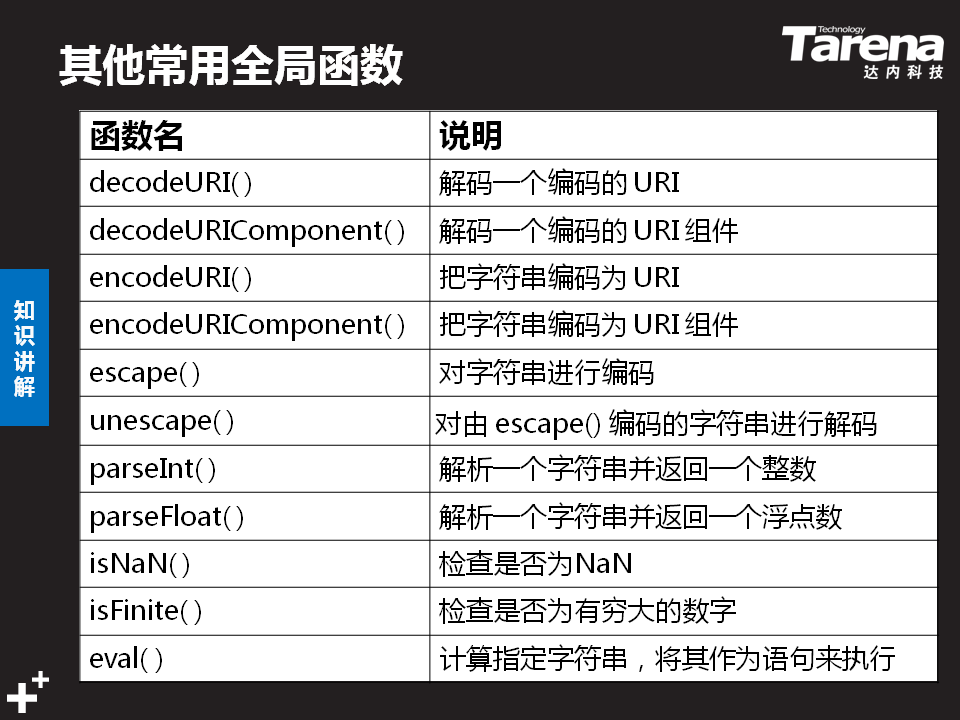 其他常用全局函数
Technology
Tarena
达内科技
函数名 说明
decodeURI( ) 解码一个编码的 URI
decodeURIComponent( ) 解码一个编码的 URI 组件
encodeURI( ) 把字符串编码为 URI
encodeURIComponent( ) 把字符串编码为 URI 组件
escape( ) 对字符串进行编码
unescape( ) 对由 escape() 编码的字符串进行解码
parseInt( ) 解析一个字符串并返回一个整数
parseFloat( ) 解析一个字符串并返回一个浮点数
isNaN( ) 检查是否为NaN
isFinite( ) 检查是否为有穷大的数字
eval( ) 计算指定字符串，将其作为语句来执行
知识讲解